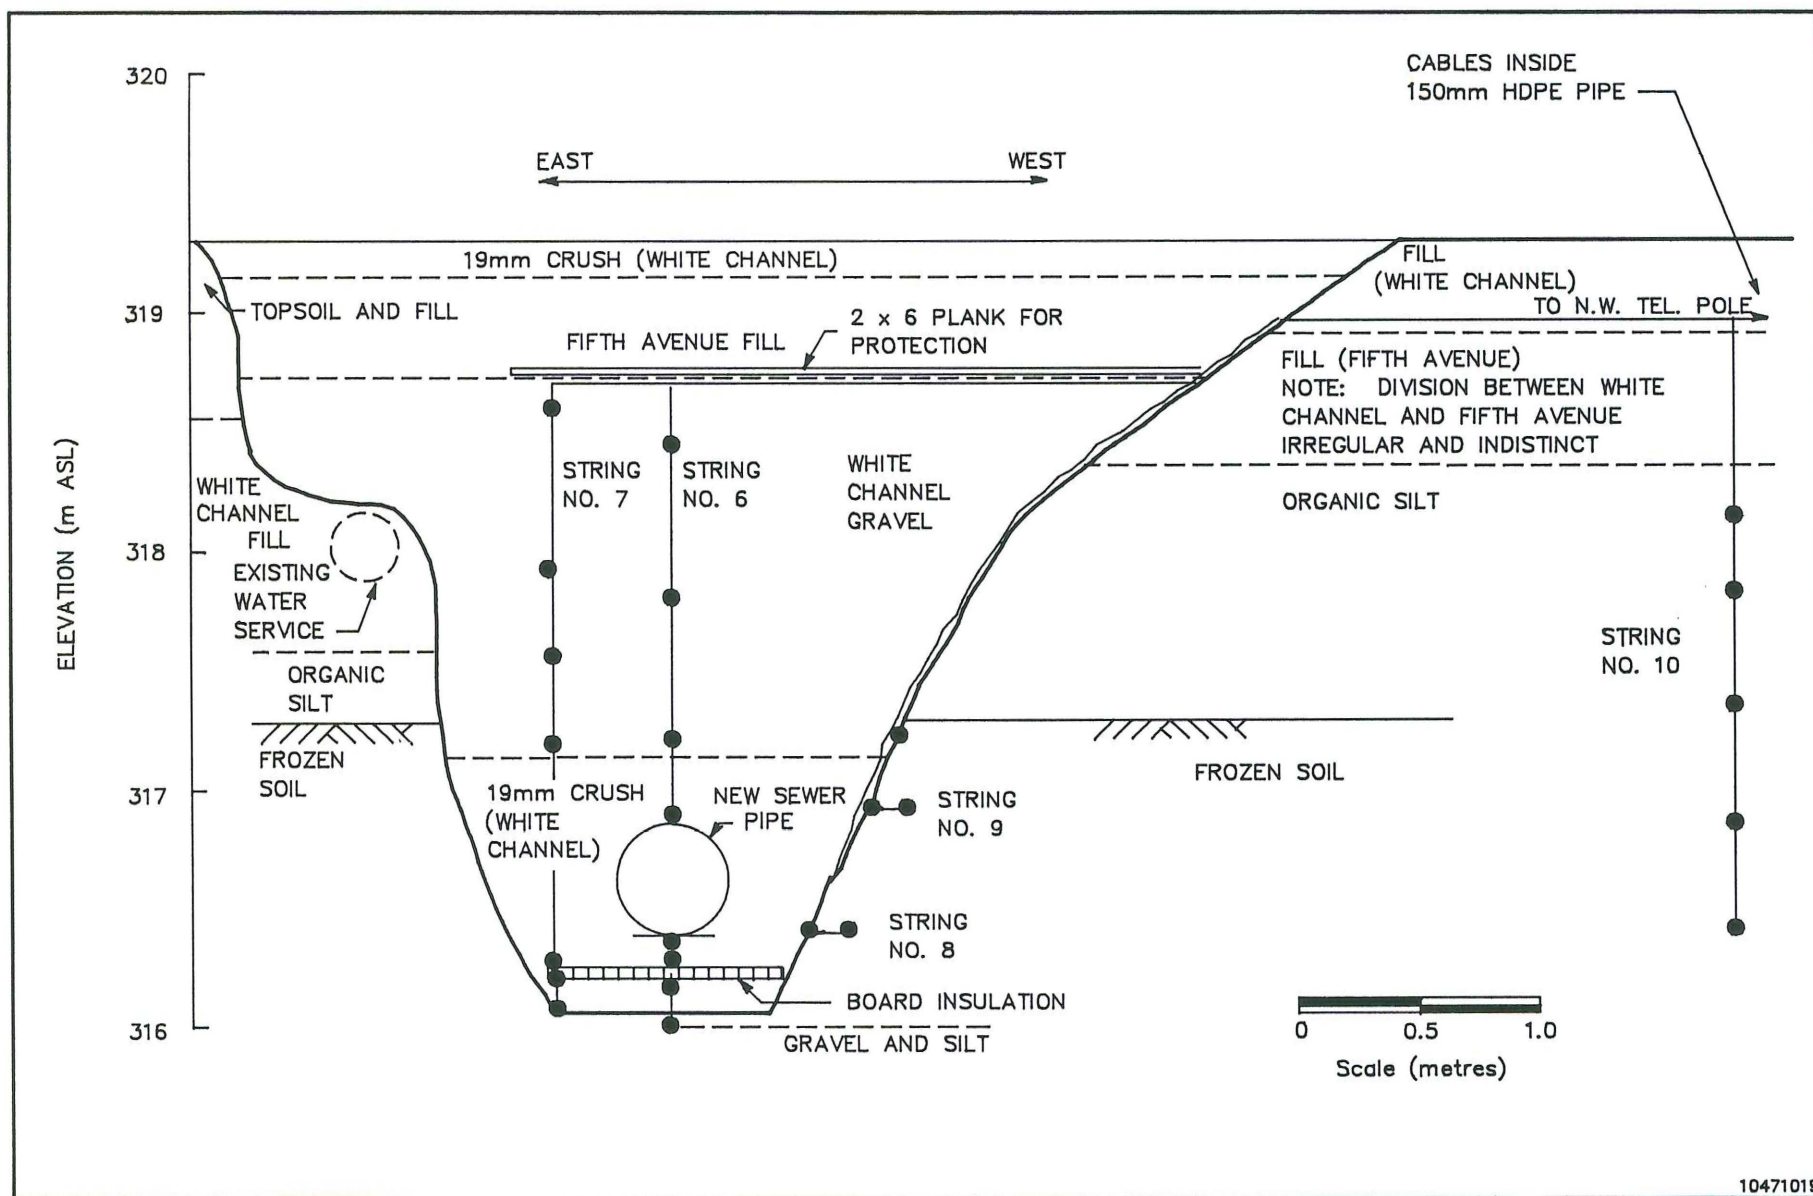 320
CABLES INSIDE
150mm HDPE PIPE
EAST
WEST
19mm CRUSH (WHITE CHANNEL)
FILL
(WHITE CHANNEL)
TO N.W. TEL. POLE
TOPSOIL AND FILL
319
2 x 6 PLANK FOR
PROTECTION
FIFTH AVENUE FILL
FILL (FIFTH AVENUE)
NOTE: DIVISION BETWEEN WHITE
CHANNEL AND FIFTH AVENUE
IRREGULAR AND INDISTINCT
ELEVATION (m ASL)
WHITE
CHANNEL
FILL
STRING
NO. 7
STRING
NO. 6
WHITE
CHANNEL
GRAVEL
ORGANIC SILT
318
EXISTING
WATER
SERVICE
STRING
NO. 10
ORGANIC
SILT
FROZEN
SOIL
FROZEN SOIL
317
19mm CRUSH
(WHITE
CHANNEL)
NEW SEWER
PIPE
STRING
NO. 9
STRING
NO. 8
BOARD INSULATION
316
GRAVEL AND SILT
0
0.5
1.0
Scale (metres)
10471019